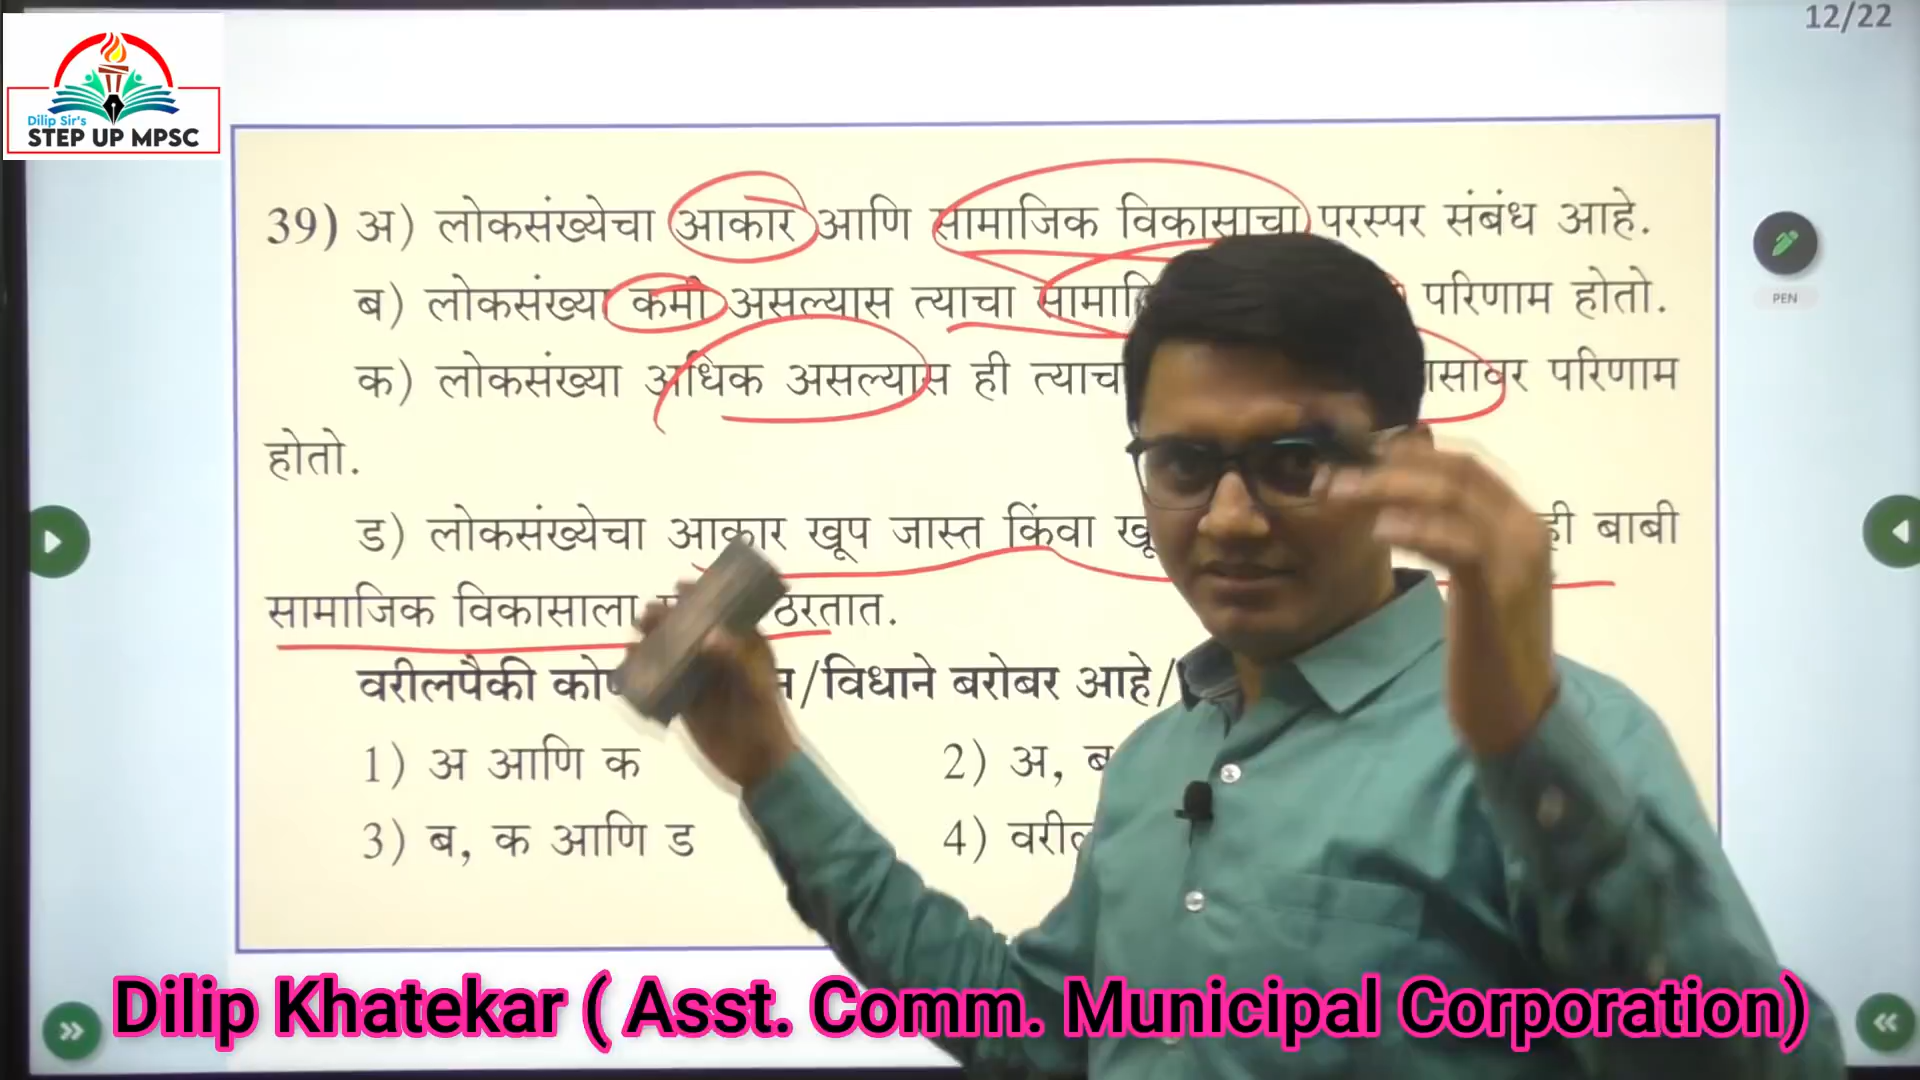 12/22
Dilip Sir's
STEP UP MPSC
39) अ) लोकसंख्येचा आकार आणि सामाजिक विकासाचा परस्पर संबंध आहे.
ब) लोकसंख्या कमी असल्यास त्याचा परिणाम होतो.
क) लोकसंख्या अधिक असल्यास ही परिणाम
होतो.
ड) लोकसंख्येचा आकार खूप जास्त किंवा बाबी
सामाजिक विकासाला ठरतात.
वरीलपैकी /विधाने बरोबर आहे/
1) अ आणि क
2) अ, ब
3) ब, क आणि ड
4)
PEN
Dilip Khatekar ( Asst. Comm. Municipal Corporation)